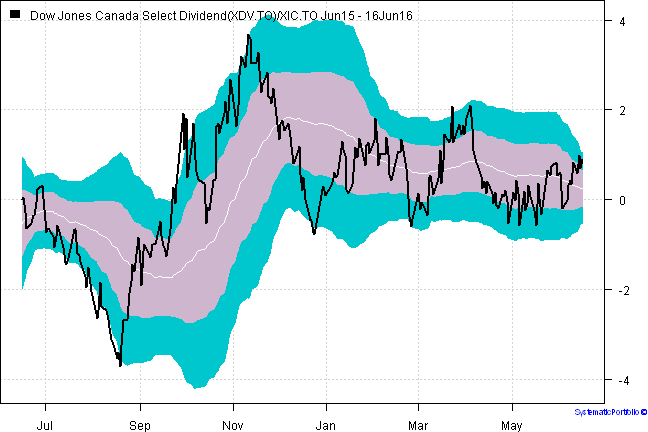 Dow Jones Canada Select Dividend(XDV.TO)/XIC.TO Jun15 - 16Jun16
4
2
0
-2
-4
Jul Sep Nov Jan Mar May
SystematicPortfolio ©